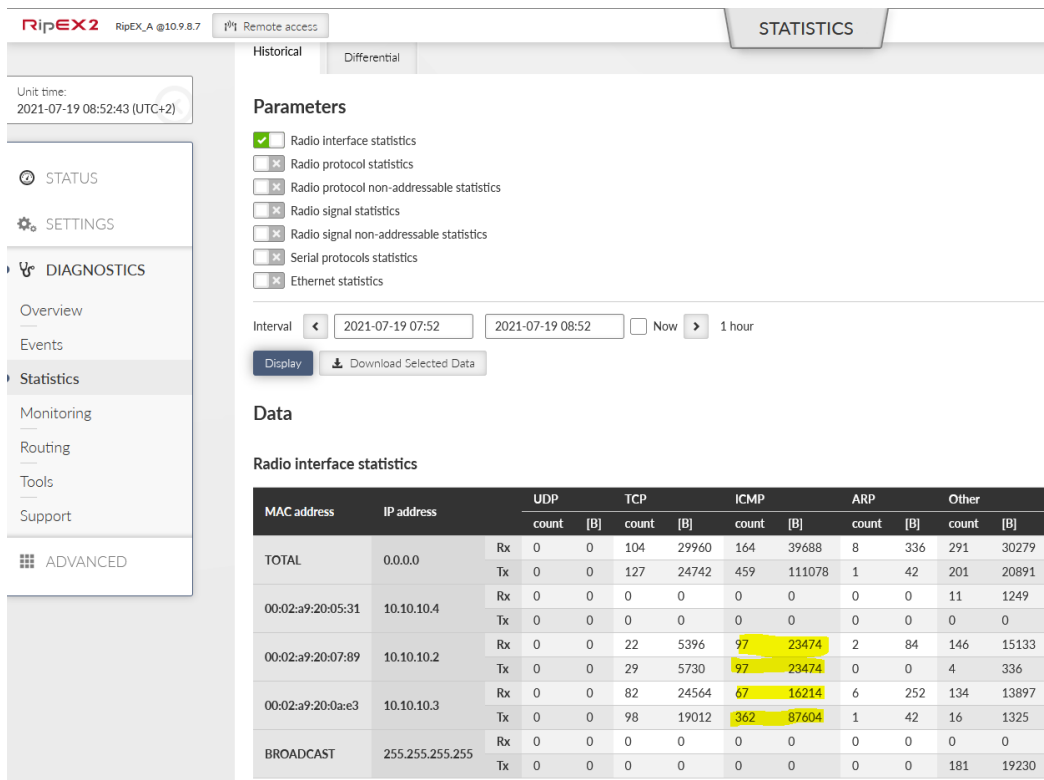 RipEX2 RipEX_A @10.9.8.7 Remote access STATISTICS
Historical Differential
Unit time:
2021-07-19 08:52:43 (UTC+2)
STATUS
SETTINGS
DIAGNOSTICS
Overview
Events
Statistics
Monitoring
Routing
Tools
Support
ADVANCED
Parameters
Radio interface statistics
Radio protocol statistics
Radio protocol non-addressable statistics
Radio signal statistics
Radio signal non-addressable statistics
Serial protocols statistics
Ethernet statistics
Interval 2021-07-19 07:52 2021-07-19 08:52 Now 1 hour
Display Download Selected Data
Data
Radio interface statistics
MAC address IP address UDP TCP ICMP ARP Other
count [B] count [B] count [B] count [B] count [B]
TOTAL 0.0.0.0 Rx 0 0 104 29960 164 39688 8 336 291 30279
Tx 0 0 127 24742 459 111078 1 42 201 20891
00:02:a9:20:05:31 10.10.10.4 Rx 0 0 0 0 0 0 0 0 11 1249
Tx 0 0 0 0 0 0 0 0 0 0
00:02:a9:20:07:89 10.10.10.2 Rx 0 0 22 5396 97 23474 2 84 146 15133
Tx 0 0 29 5730 97 23474 0 0 4 336
00:02:a9:20:0a:e3 10.10.10.3 Rx 0 0 82 24564 67 16214 6 252 134 13897
Tx 0 0 98 19012 362 87604 1 42 16 1325
BROADCAST 255.255.255.255 Rx 0 0 0 0 0 0 0 0 0 0
Tx 0 0 0 0 0 0 0 0 181 19230